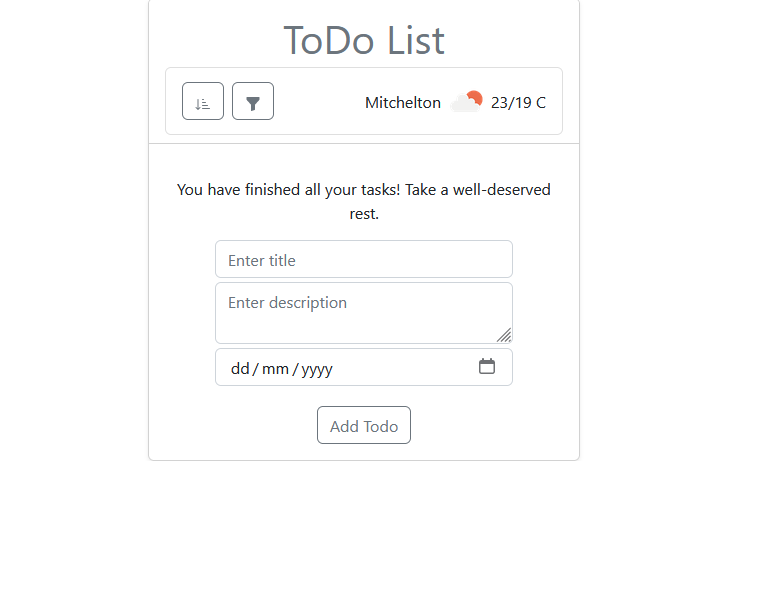 ToDo List
Mitchelton 23/19 C
You have finished all your tasks! Take a well-deserved
rest.
Enter title
Enter description
dd/mm/yyyy
Add Todo